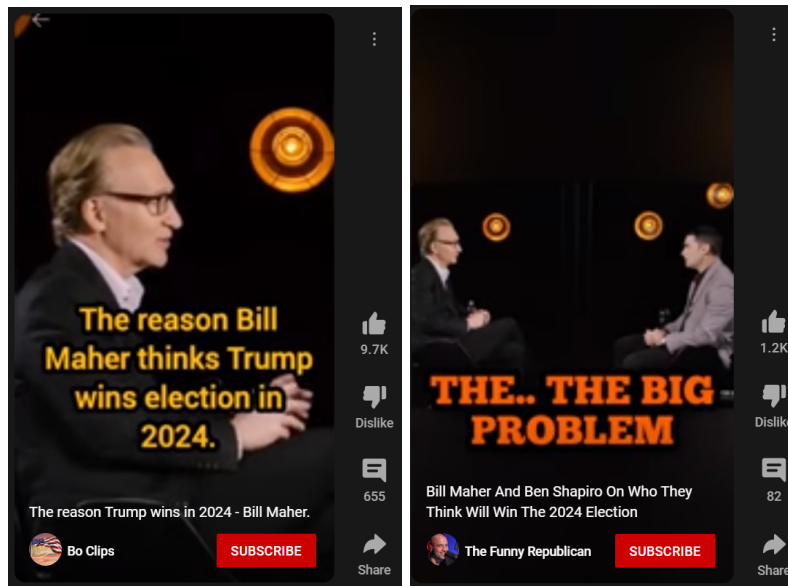 The reason Bill
Maher thinks Trump
wins election in
2024.
The reason Trump wins in 2024 - Bill Maher.
Bo Clips
SUBSCRIBE
9.7K
Dislike
655
Share
THE.. THE BIG
PROBLEM
Bill Maher And Ben Shapiro On Who They
Think Will Win The 2024 Election
The Funny Republican
SUBSCRIBE
1.2K
Dislike
82
Share